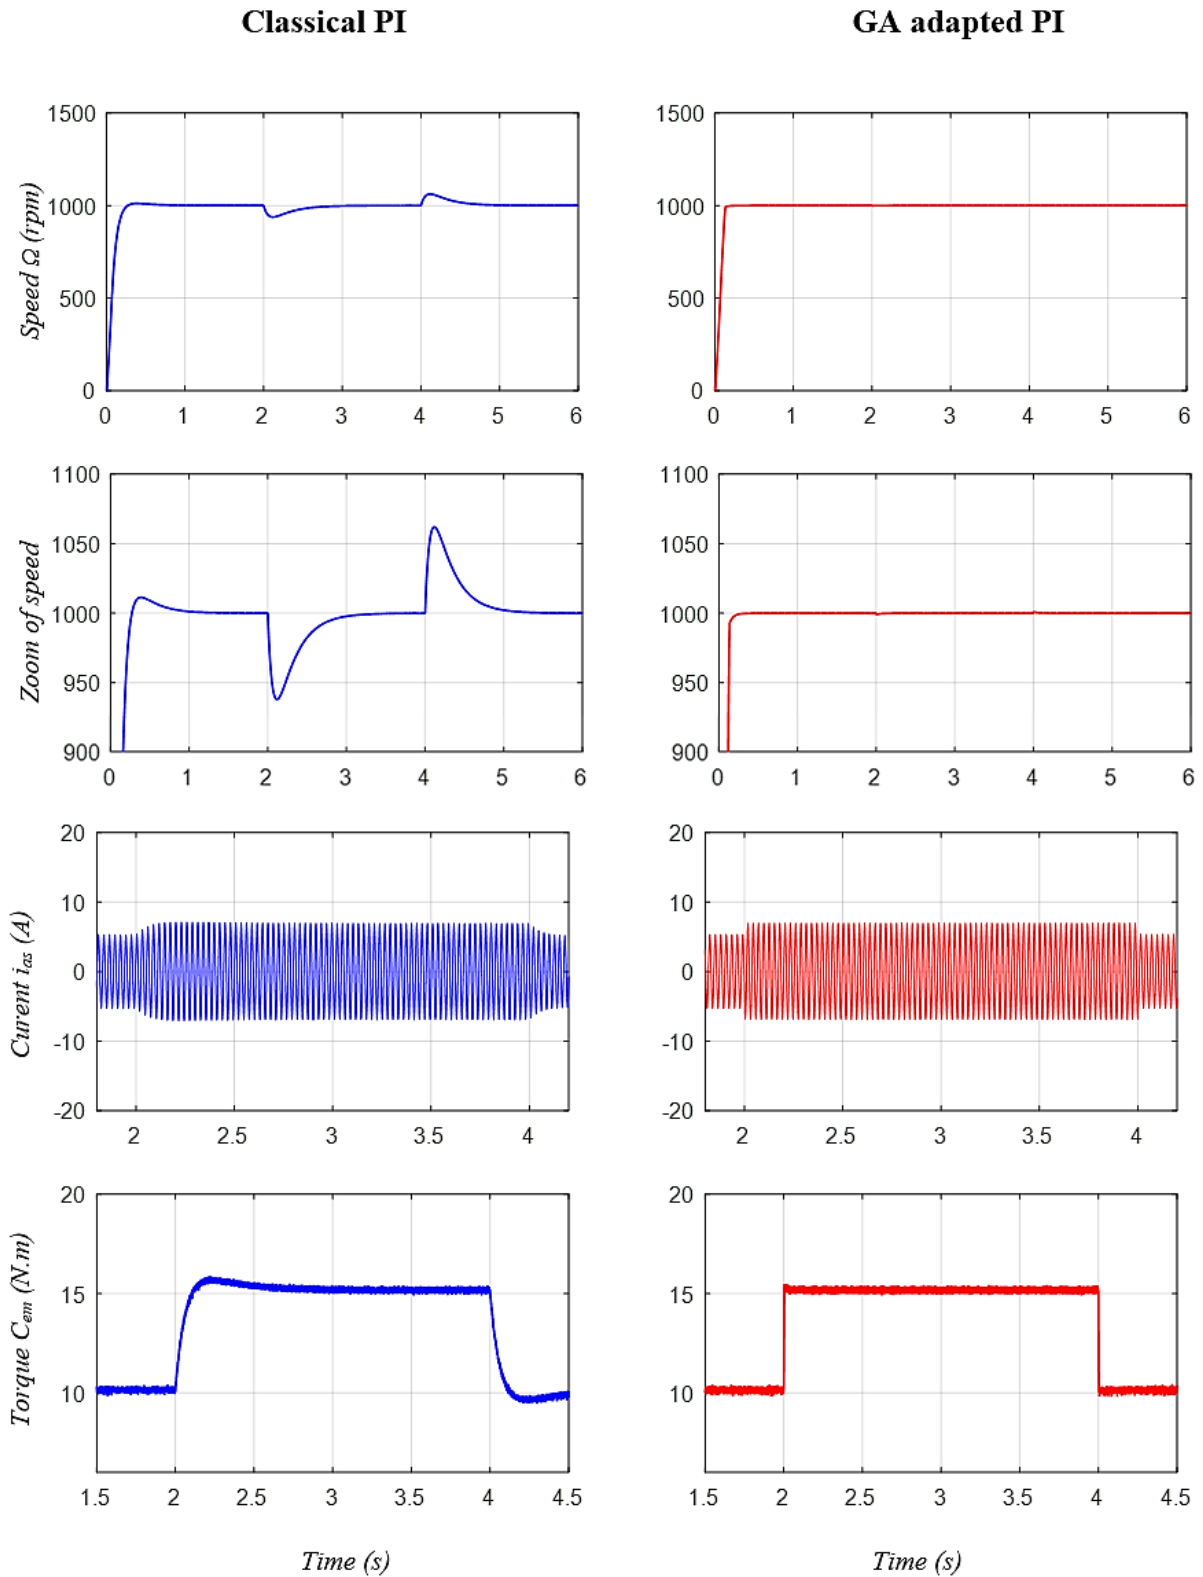 Classical PI
GA adapted PI
1500
1000
500
0
0 1 2 3 4 5 6
Speed Ω (rpm)
1500
1000
500
0
0 1 2 3 4 5 6
1100
1050
1000
950
900
0 1 2 3 4 5 6
Zoom of speed
1100
1050
1000
950
900
0 1 2 3 4 5 6
20
10
0
-10
-20
2 2.5 3 3.5 4
Curent ias (A)
20
10
0
-10
-20
2 2.5 3 3.5 4
20
15
10
1.5 2 2.5 3 3.5 4 4.5
Torque Cem (N.m)
20
15
10
1.5 2 2.5 3 3.5 4 4.5
Time (s)
Time (s)